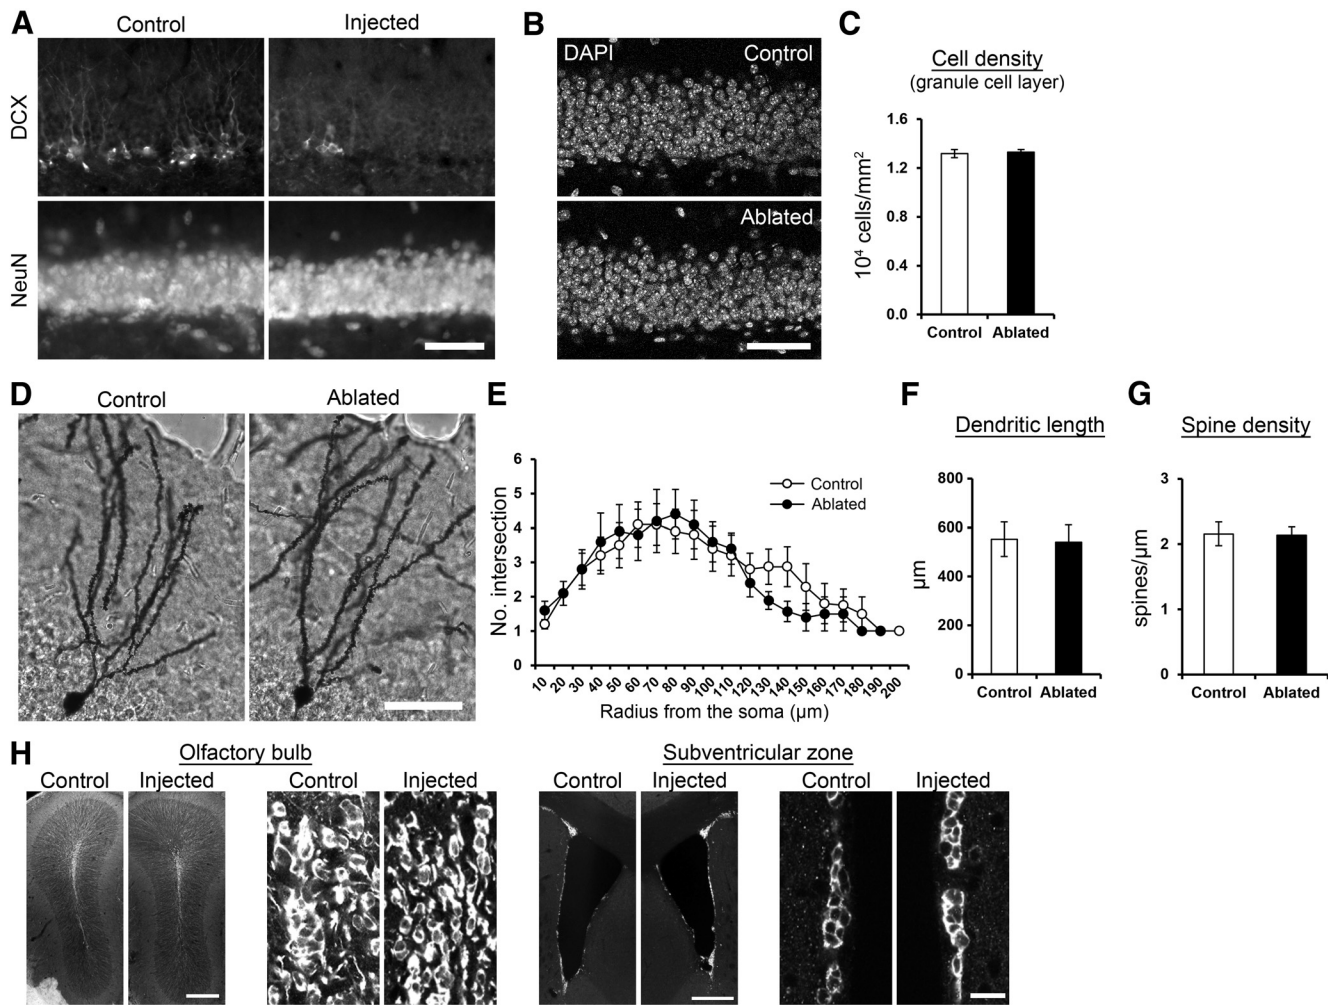 A
Control
Injected
DCX
NeuN
B
DAPI
Control
Ablated
C
Cell density
(granule cell layer)
10⁴ cells/mm²
1.6
1.2
0.8
0.4
0.0
Control
Ablated
D
Control
Ablated
E
No. intersection
6
5
4
3
2
1
0
Control
Ablated
10 20 30 40 50 60 70 80 90 100 110 120 130 140 150 160 170 180 190 200
Radius from the soma (µm)
F
Dendritic length
µm
800
600
400
200
0
Control
Ablated
G
Spine density
spines/µm
3
2
1
0
Control
Ablated
H
Olfactory bulb
Control
Injected
Control
Injected
Subventricular zone
Control
Injected
Control
Injected